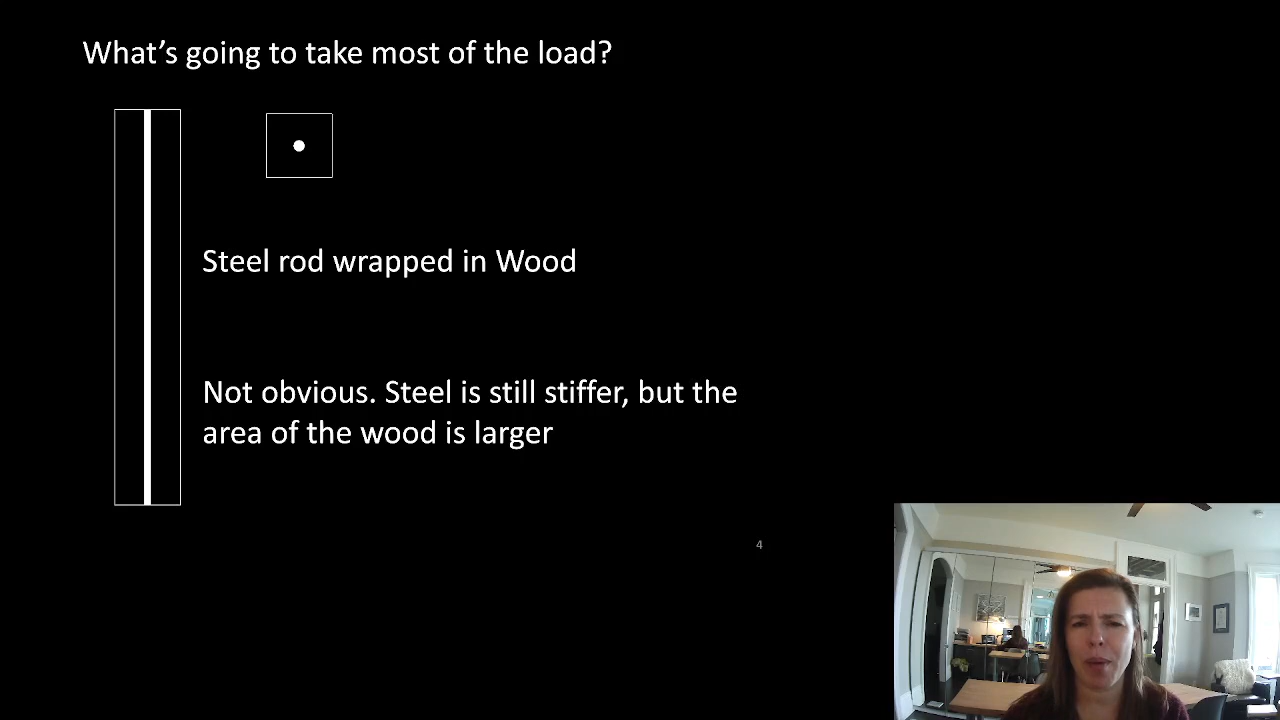 What's going to take most of the load?
Steel rod wrapped in Wood
Not obvious. Steel is still stiffer, but the
area of the wood is larger
4